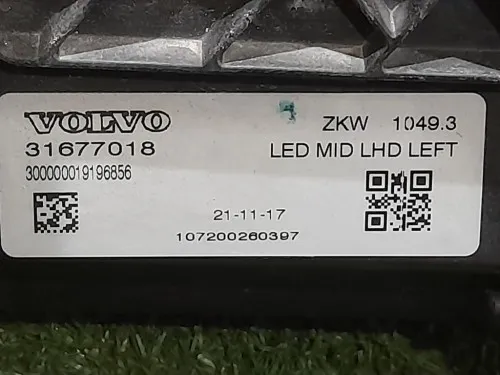 VOLVO
ZKW 1049.3
31677018
LED MID LHD LEFT
300000019196856
21-11-17
107200260397